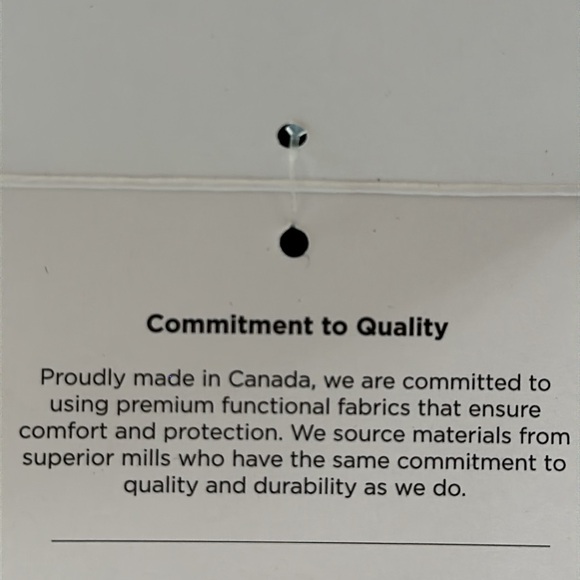 Commitment to Quality
Proudly made in Canada, we are committed to
using premium functional fabrics that ensure
comfort and protection. We source materials from
superior mills who have the same commitment to
quality and durability as we do.